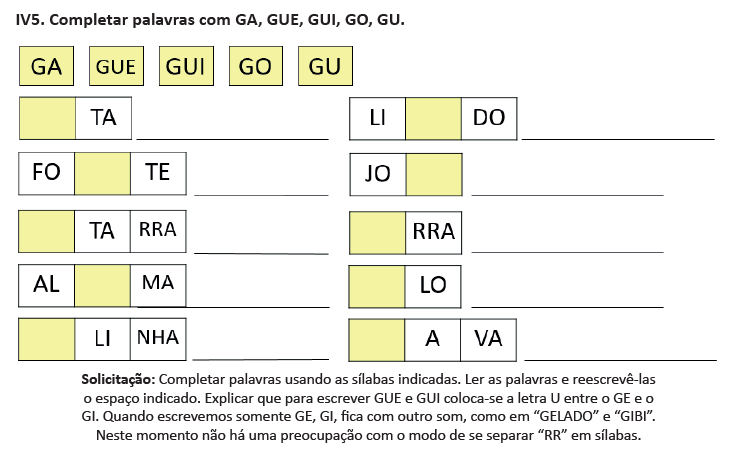 IV5. Completar palavras com GA, GUE, GUI, GO, GU.
GA GUE GUI GO GU
TA
LI DO
FO TE
JO
TA RRA
RRA
AL MA
LO
LI NHA
A VA
Solicitação: Completar palavras usando as sílabas indicadas. Ler as palavras e reescrevê-las
o espaço indicado. Explicar que para escrever GUE e GUI coloca-se a letra U entre o GE e o
GI. Quando escrevemos somente GE, GI, fica com outro som, como em “GELADO” e “GIBI”.
Neste momento não há uma preocupação com o modo de se separar “RR” em sílabas.